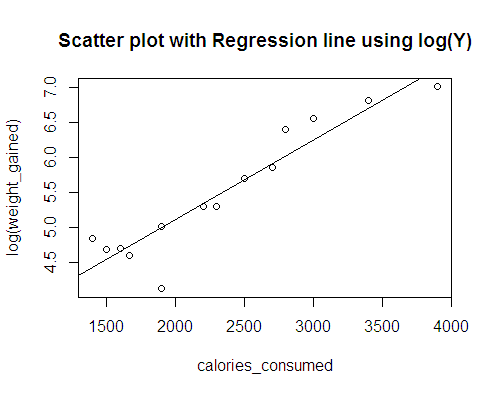 Scatter plot with Regression line using log(Y)
log(weight_gained)
7.0
6.5
6.0
5.5
5.0
4.5
1500 2000 2500 3000 3500 4000
calories_consumed